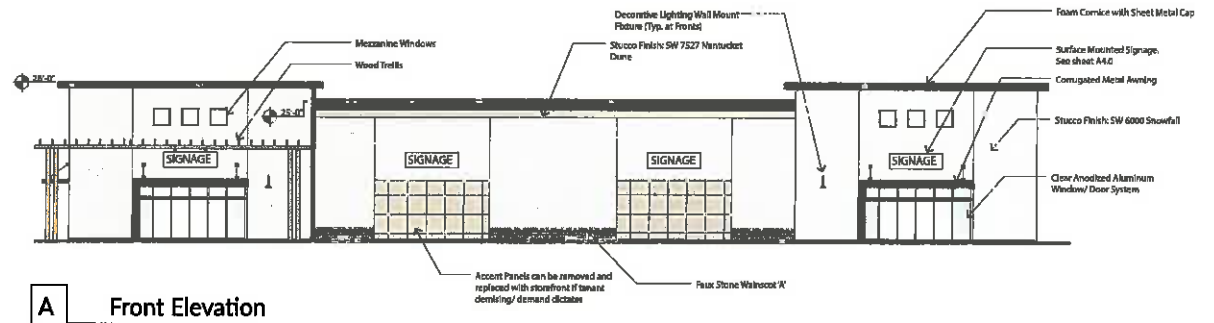 Decorative Lighting Wall Mount
Fixture (Typ. at Fronts)
Foam Cornice with Sheet Metal Cap
Mezzanine Windows
Stucco Finish: SW 7527 Nantucket
Dune
Surface Mounted Signage.
See sheet A4.0
Wood Trellis
Corrugated Metal Awning
28'-0"
25'-0"
Stucco Finish: SW 6000 Snowfall
SIGNAGE
SIGNAGE
SIGNAGE
SIGNAGE
Clear Anodized Aluminum
Window/ Door System
Accent Panels can be removed and
replaced with storefront if tenant
demising/ demand dictates
Faux Stone Wainscot 'A'
A Front Elevation